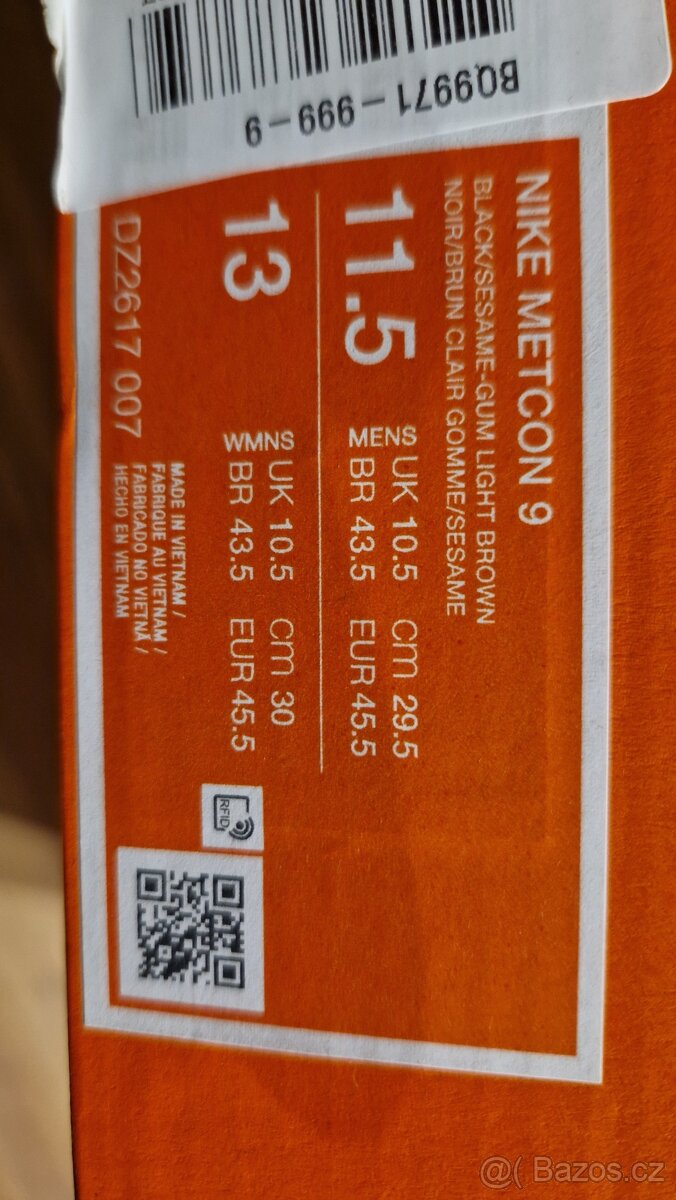 BQ9971-999-9
NIKE METCON 9
BLACK/SESAME-GUM LIGHT BROWN
NOIR/BRUN CLAIR GOMME/SESAME
11.5
MENS
UK 10.5 cm 29.5
BR 43.5 EUR 45.5
13
WMNS
UK 10.5 cm 30
BR 43.5 EUR 45.5
DZ2617 007
MADE IN VIETNAM /
FABRIQUE AU VIETNAM /
FABRICADO NO VIETNÃ /
HECHO EN VIETNAM
RFID
@( Bazos.cz